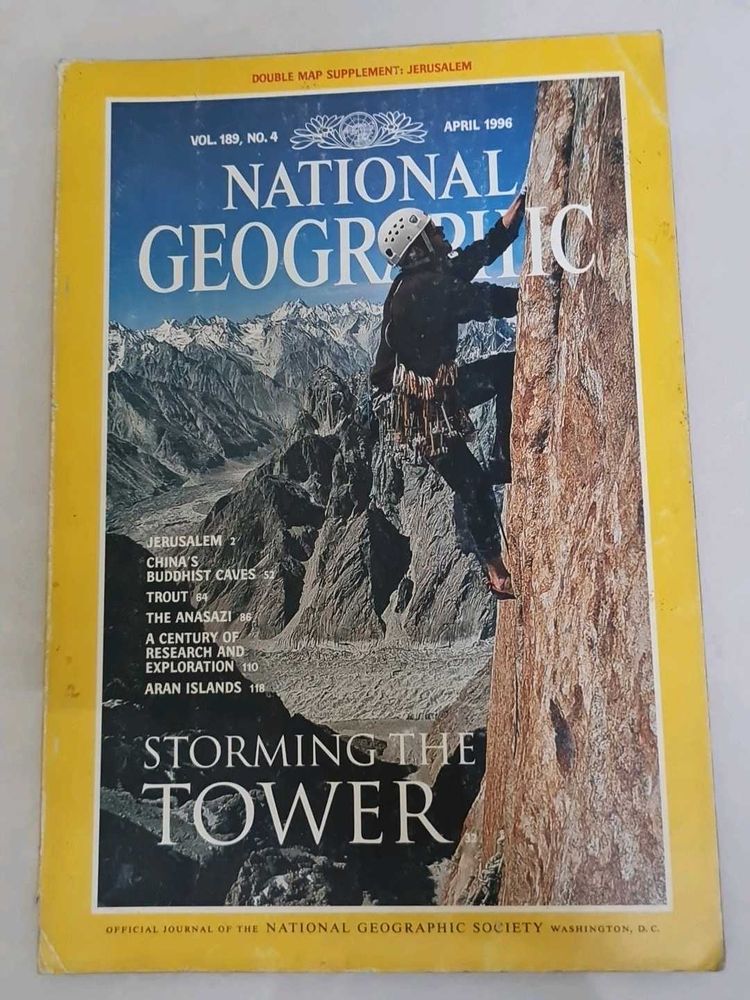 DOUBLE MAP SUPPLEMENT: JERUSALEM
VOL. 189, NO. 4
APRIL 1996
NATIONAL
GEOGRAPHIC
JERUSALEM 2
CHINA'S
BUDDHIST CAVES 52
TROUT 64
THE ANASAZI 86
A CENTURY OF
RESEARCH AND
EXPLORATION 110
ARAN ISLANDS 118
STORMING THE
TOWER
OFFICIAL JOURNAL OF THE NATIONAL GEOGRAPHIC SOCIETY WASHINGTON, D.C.